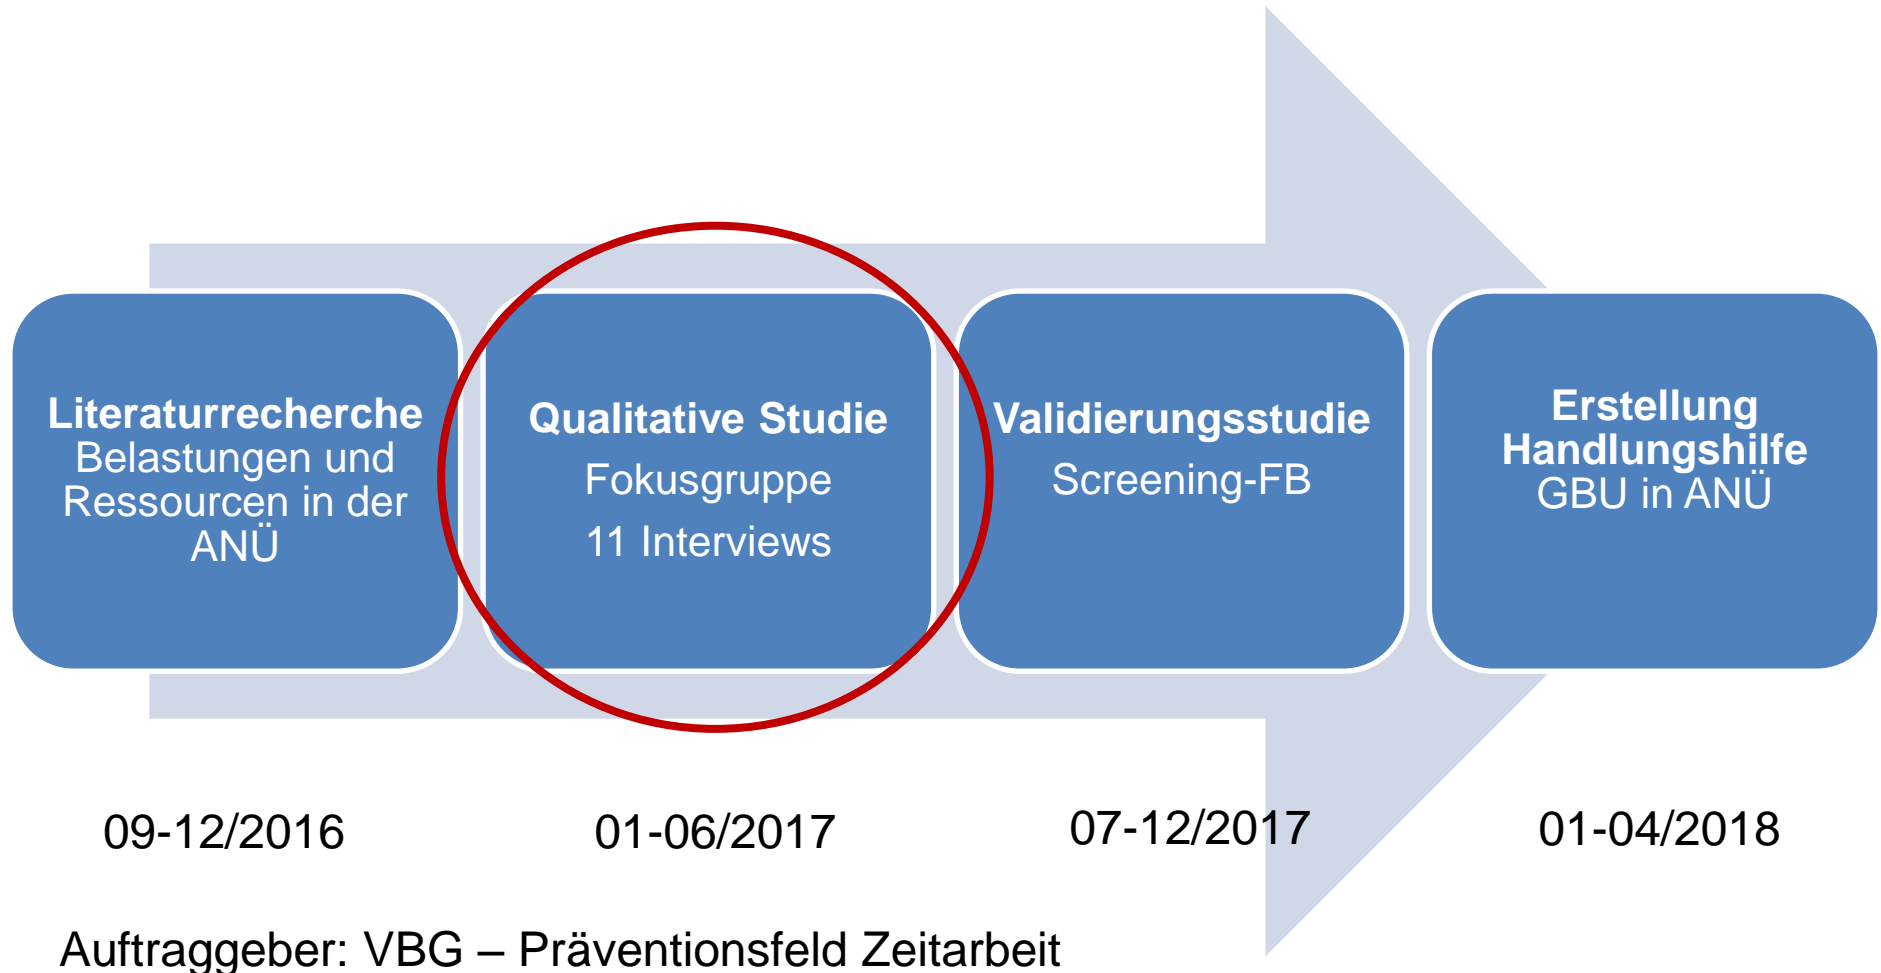 Literaturrecherche
Belastungen und
Ressourcen in der
ANÜ
Qualitative Studie
Fokusgruppe
11 Interviews
Validierungsstudie
Screening-FB
Erstellung
Handlungshilfe
GBU in ANÜ
09-12/2016
01-06/2017
07-12/2017
01-04/2018
Auftraggeber: VBG – Präventionsfeld Zeitarbeit